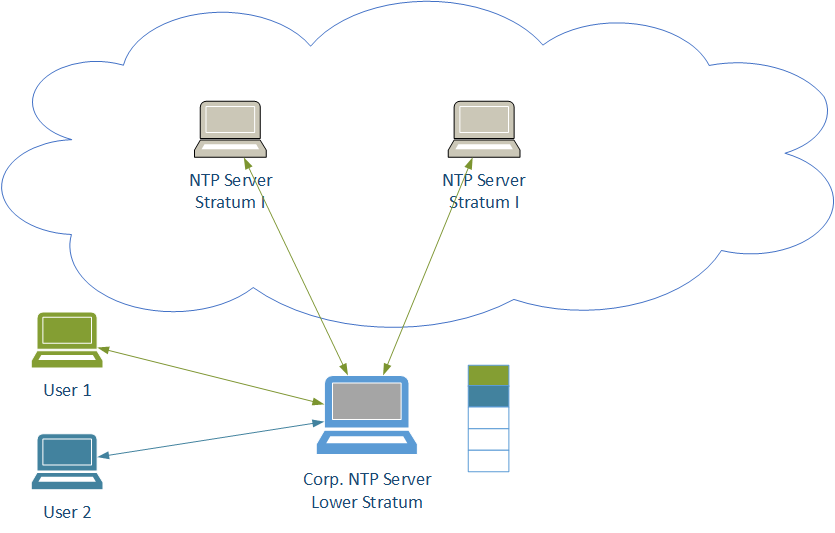 NTP Server
Stratum I
NTP Server
Stratum I
User 1
User 2
Corp. NTP Server
Lower Stratum